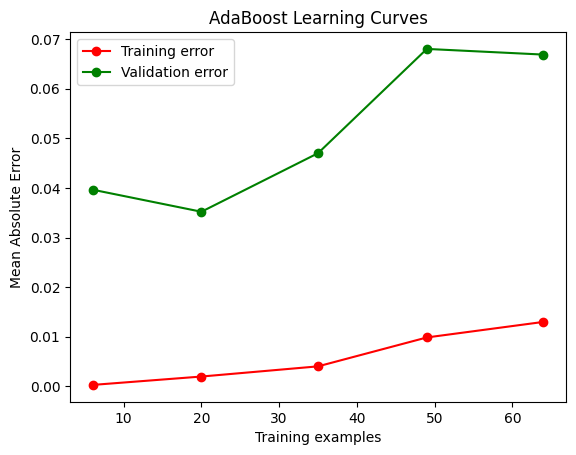 AdaBoost Learning Curves
Training error
Validation error
Mean Absolute Error
0.07
0.06
0.05
0.04
0.03
0.02
0.01
0.00
10 20 30 40 50 60
Training examples